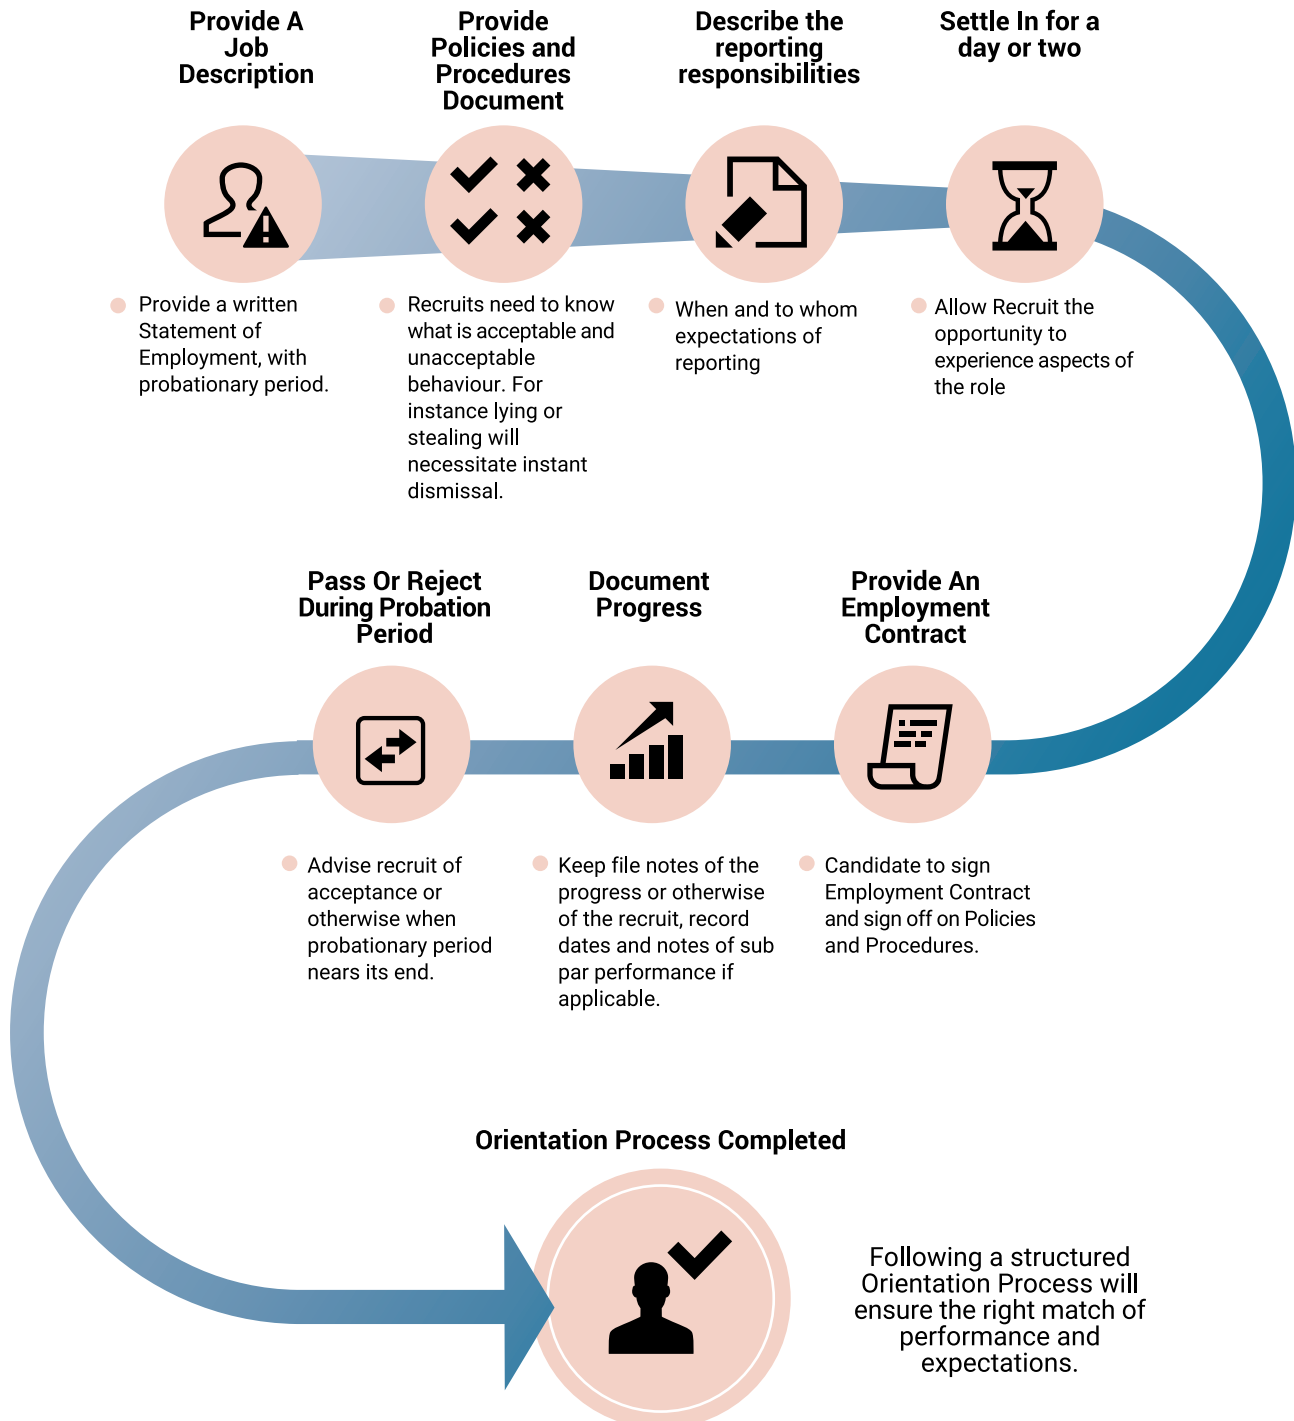 Provide A
Job
Description
Provide a written
Statement of
Employment, with
probationary period.
Provide
Policies and
Procedures
Document
Recruits need to know
what is acceptable and
unacceptable
behaviour. For
instance lying or
stealing will
necessitate instant
dismissal.
Describe the
reporting
responsibilities
When and to whom
expectations of
reporting
Settle In for a
day or two
Allow Recruit the
opportunity to
experience aspects of
the role
Provide An
Employment
Contract
Candidate to sign
Employment Contract
and sign off on Policies
and Procedures.
Document
Progress
Keep file notes of the
progress or otherwise
of the recruit, record
dates and notes of sub
par performance if
applicable.
Pass Or Reject
During Probation
Period
Advise recruit of
acceptance or
otherwise when
probationary period
nears its end.
Orientation Process Completed
Following a structured
Orientation Process will
ensure the right match of
performance and
expectations.